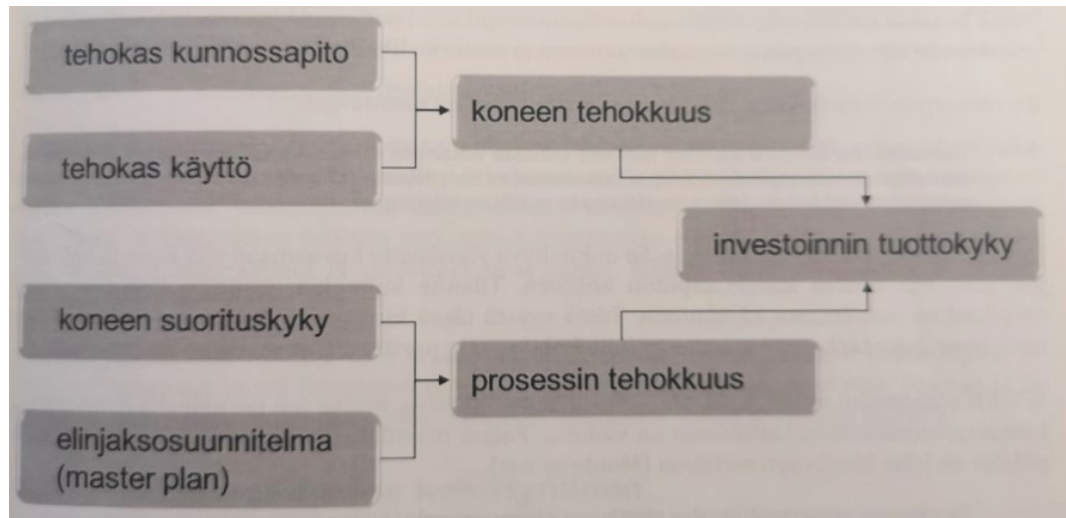 tehokas kunnossapito
koneen tehokkuus
tehokas käyttö
investoinnin tuottokyky
koneen suorituskyky
prosessin tehokkuus
elinjaksosuunnitelma
(master plan)